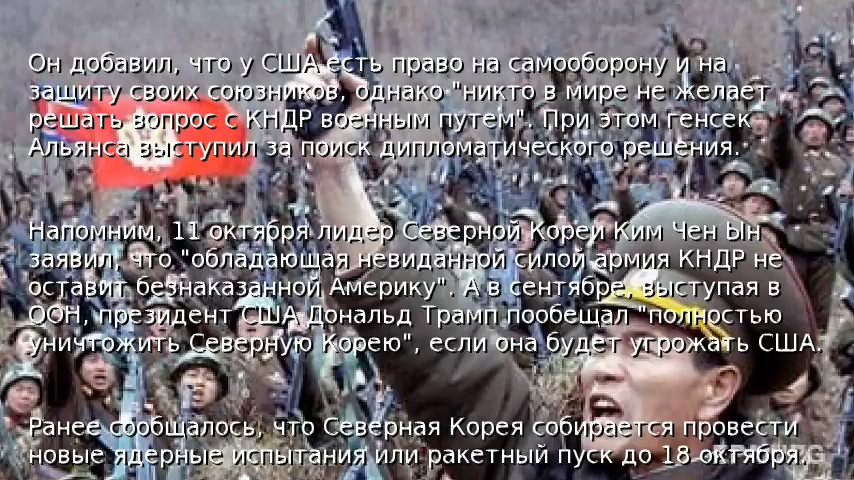 Он добавил, что у США есть право на самооборону и на
защиту своих союзников, однако "никто в мире не желает
решать вопрос с КНДР военным путем". При этом генсек
Альянса выступил за поиск дипломатического решения.
Напомним, 11 октября лидер Северной Кореи Ким Чен Ын
заявил, что "обладающая невиданной силой армия КНДР не
оставит безнаказанной Америку". А в сентябре, выступая в
ООН, президент США Дональд Трамп пообещал "полностью
уничтожить Северную Корею", если она будет угрожать США.
Ранее сообщалось, что Северная Корея собирается провести
новые ядерные испытания или ракетный пуск до 18 октября.